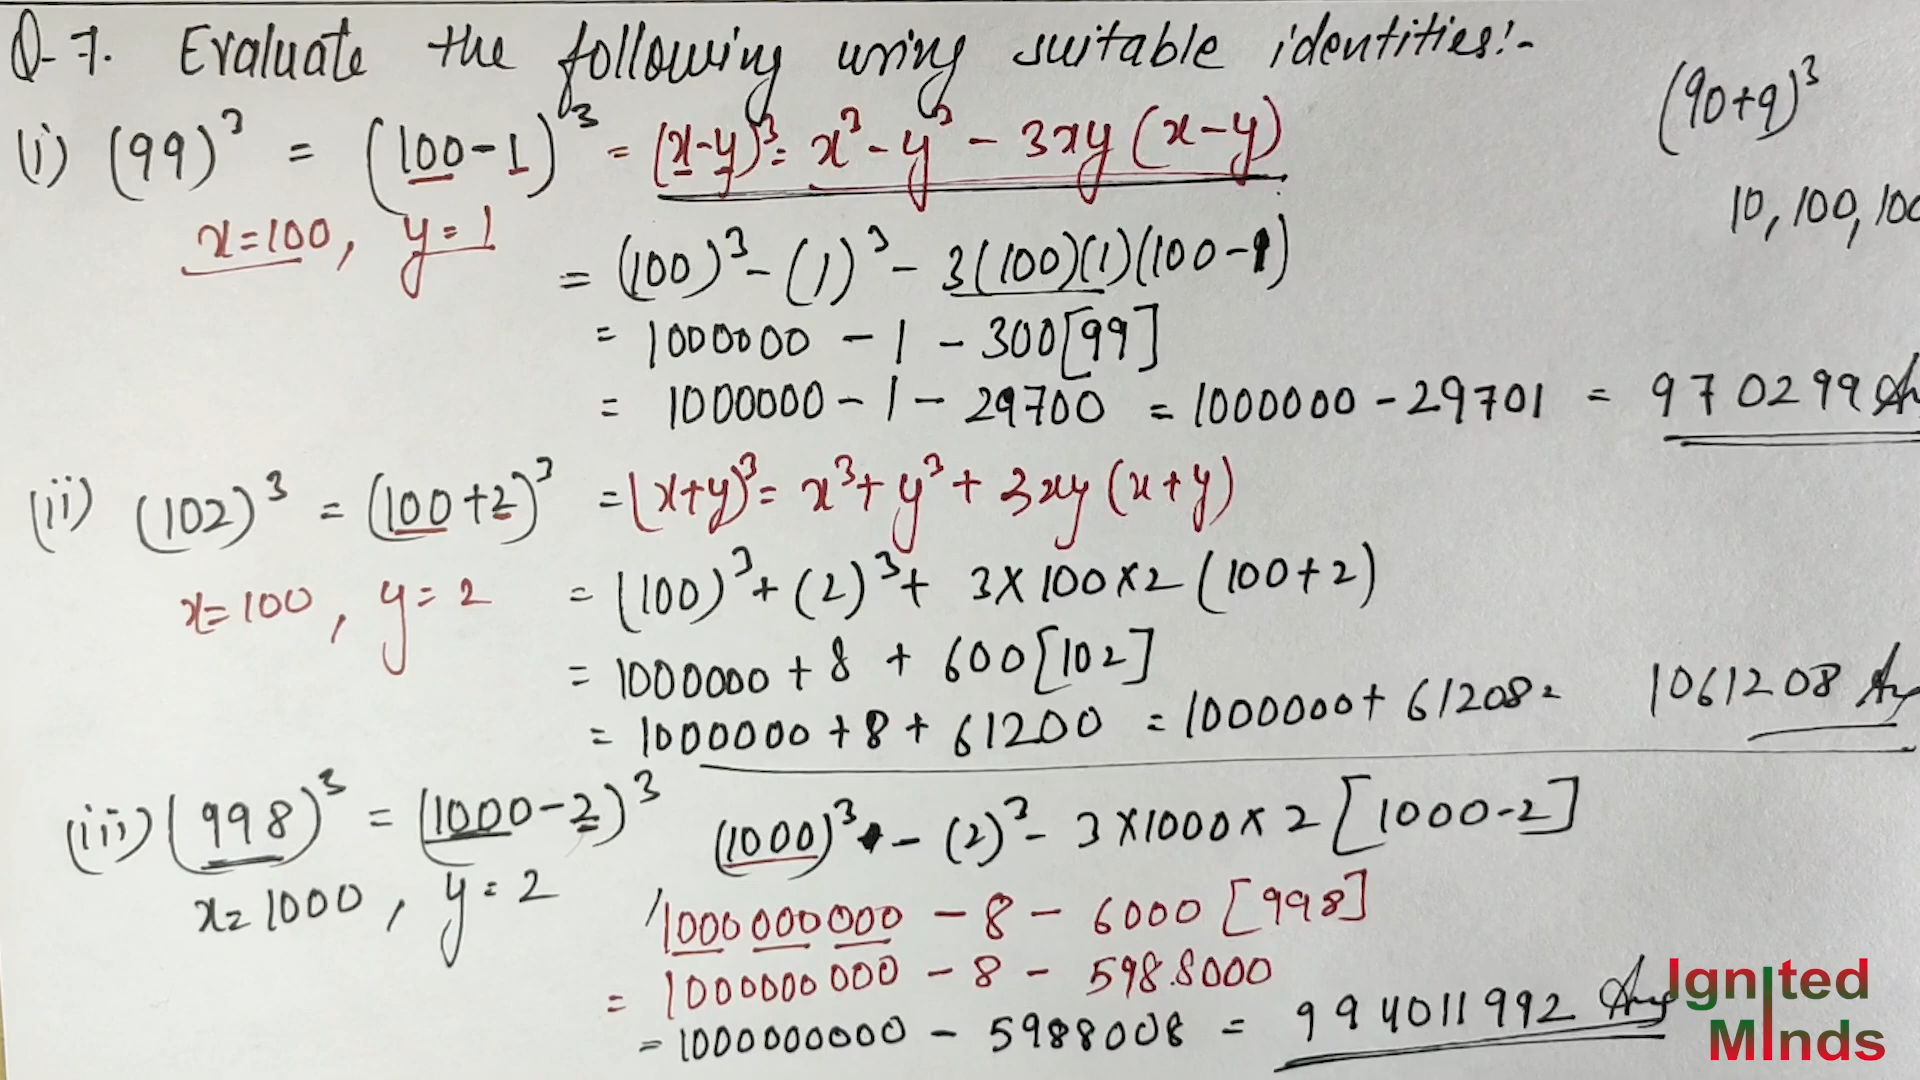 Q-7. Evaluate the following using suitable identities:-
(90+9)³
(i) (99)³ = (100-1)³ = (x-y)³= x³-y³ - 3xy (x-y)
10, 100, 100
x=100, y=1
= (100)³-(1)³- 3(100)(1)(100-1)
= 1000000 - 1 - 300[99]
= 1000000 - 1 - 29700 = 1000000 - 29701 = 970299 An
(ii) (102)³ = (100+2)³ =(x+y)³= x³+y³+ 3xy (x+y)
x=100, y=2
= (100)³+(2)³+ 3×100×2 (100+2)
= 1000000 + 8 + 600[102]
= 1000000 + 8 + 61200 = 1000000+ 61208= 1061208 Ans
(iii) (998)³ = (1000-2)³ (1000)³ - (2)³- 3×1000×2 [1000-2]
x=1000, y=2
1000000000 - 8 - 6000 [998]
= 1000000000 - 8 - 598.8000
= 1000000000 - 5988008 = 994011992 Ans
Ignited
Minds